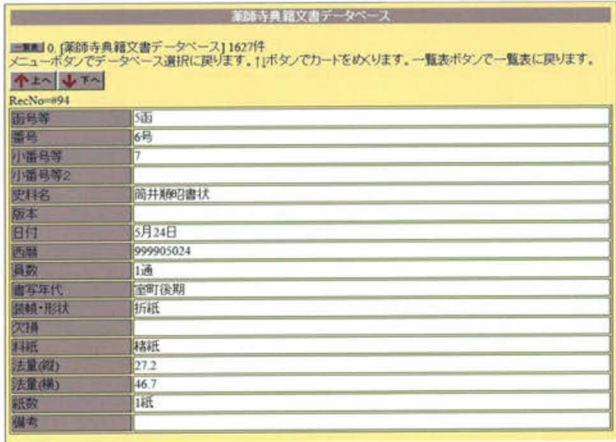 薬師寺典籍文書データベース
一覧表 0. [薬師寺典籍文書データベース] 1627件
メニューボタンでデータベース選択に戻ります。↑↓ボタンでカードをめくります。一覧表ボタンで一覧表に戻ります。
↑上へ ↓下へ
RecNo=#94
函号等 5函
番号 6号
小番号等 7
小番号等2
史料名 筒井順昭書状
版本
日付 5月24日
西暦 999905024
員数 1通
書写年代 室町後期
装幀・形状 折紙
欠損
料紙 楮紙
法量(縦) 27.2
法量(横) 46.7
紙数 1紙
備考